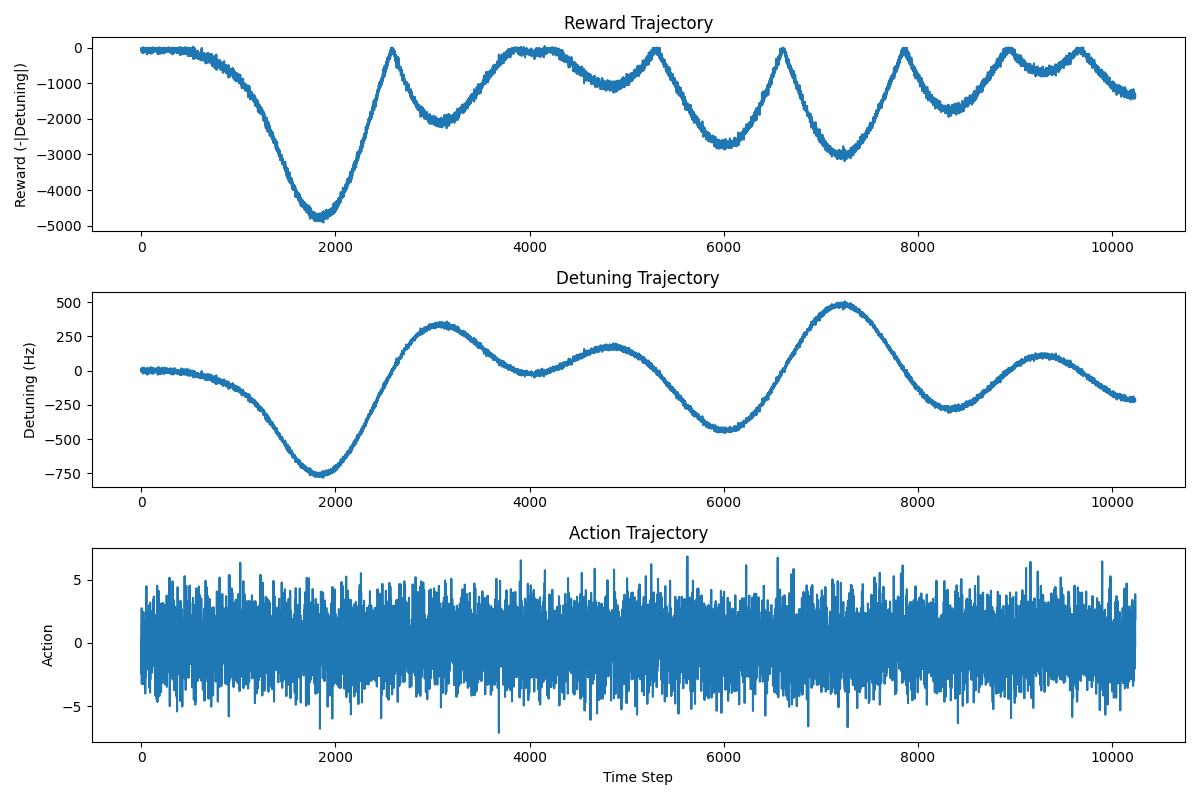 Reward Trajectory
Reward (-|Detuning|)
0
−1000
−2000
−3000
−4000
−5000
0 2000 4000 6000 8000 10000
Detuning Trajectory
Detuning (Hz)
500
250
0
−250
−500
−750
0 2000 4000 6000 8000 10000
Action Trajectory
Action
5
0
−5
0 2000 4000 6000 8000 10000
Time Step